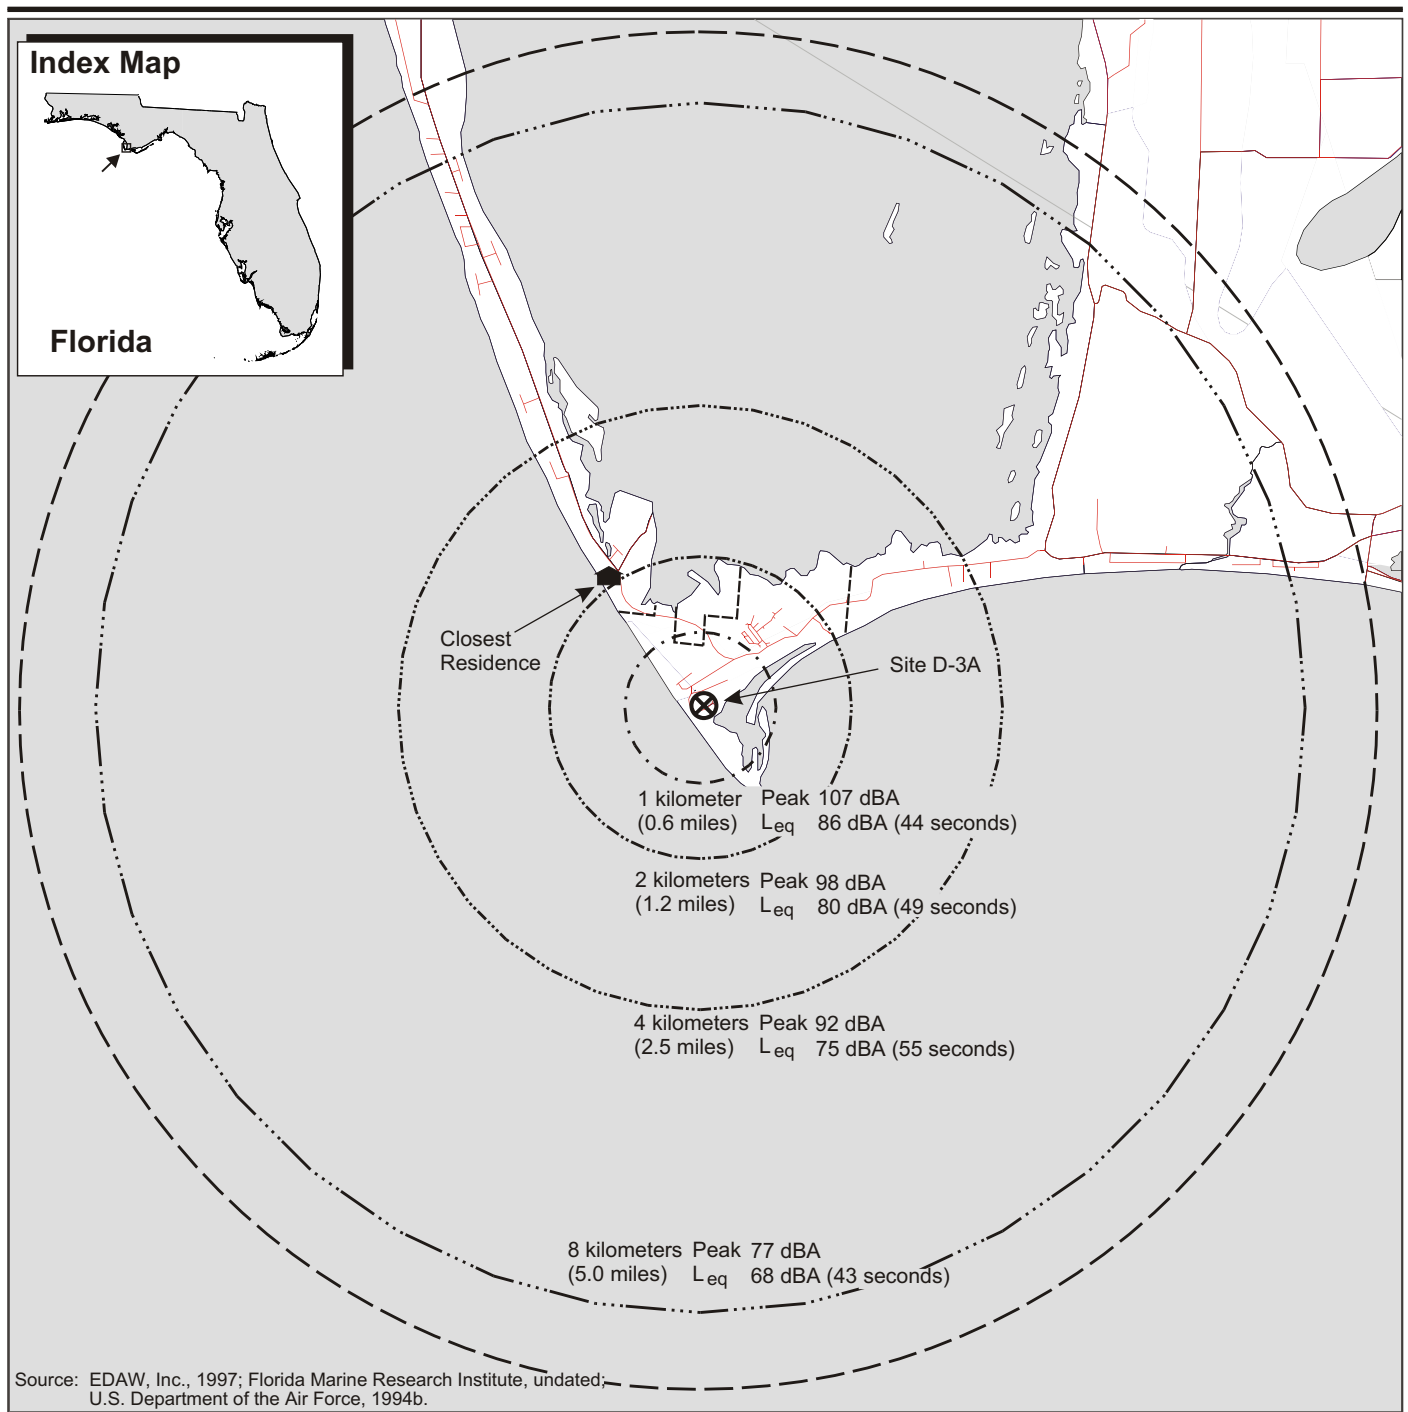 Index Map
Florida
Closest
Residence
Site D-3A
1 kilometer Peak 107 dBA
(0.6 miles) Leq 86 dBA (44 seconds)
2 kilometers Peak 98 dBA
(1.2 miles) Leq 80 dBA (49 seconds)
4 kilometers Peak 92 dBA
(2.5 miles) Leq 75 dBA (55 seconds)
8 kilometers Peak 77 dBA
(5.0 miles) Leq 68 dBA (43 seconds)
Source: EDAW, Inc., 1997; Florida Marine Research Institute, undated;
U.S. Department of the Air Force, 1994b.